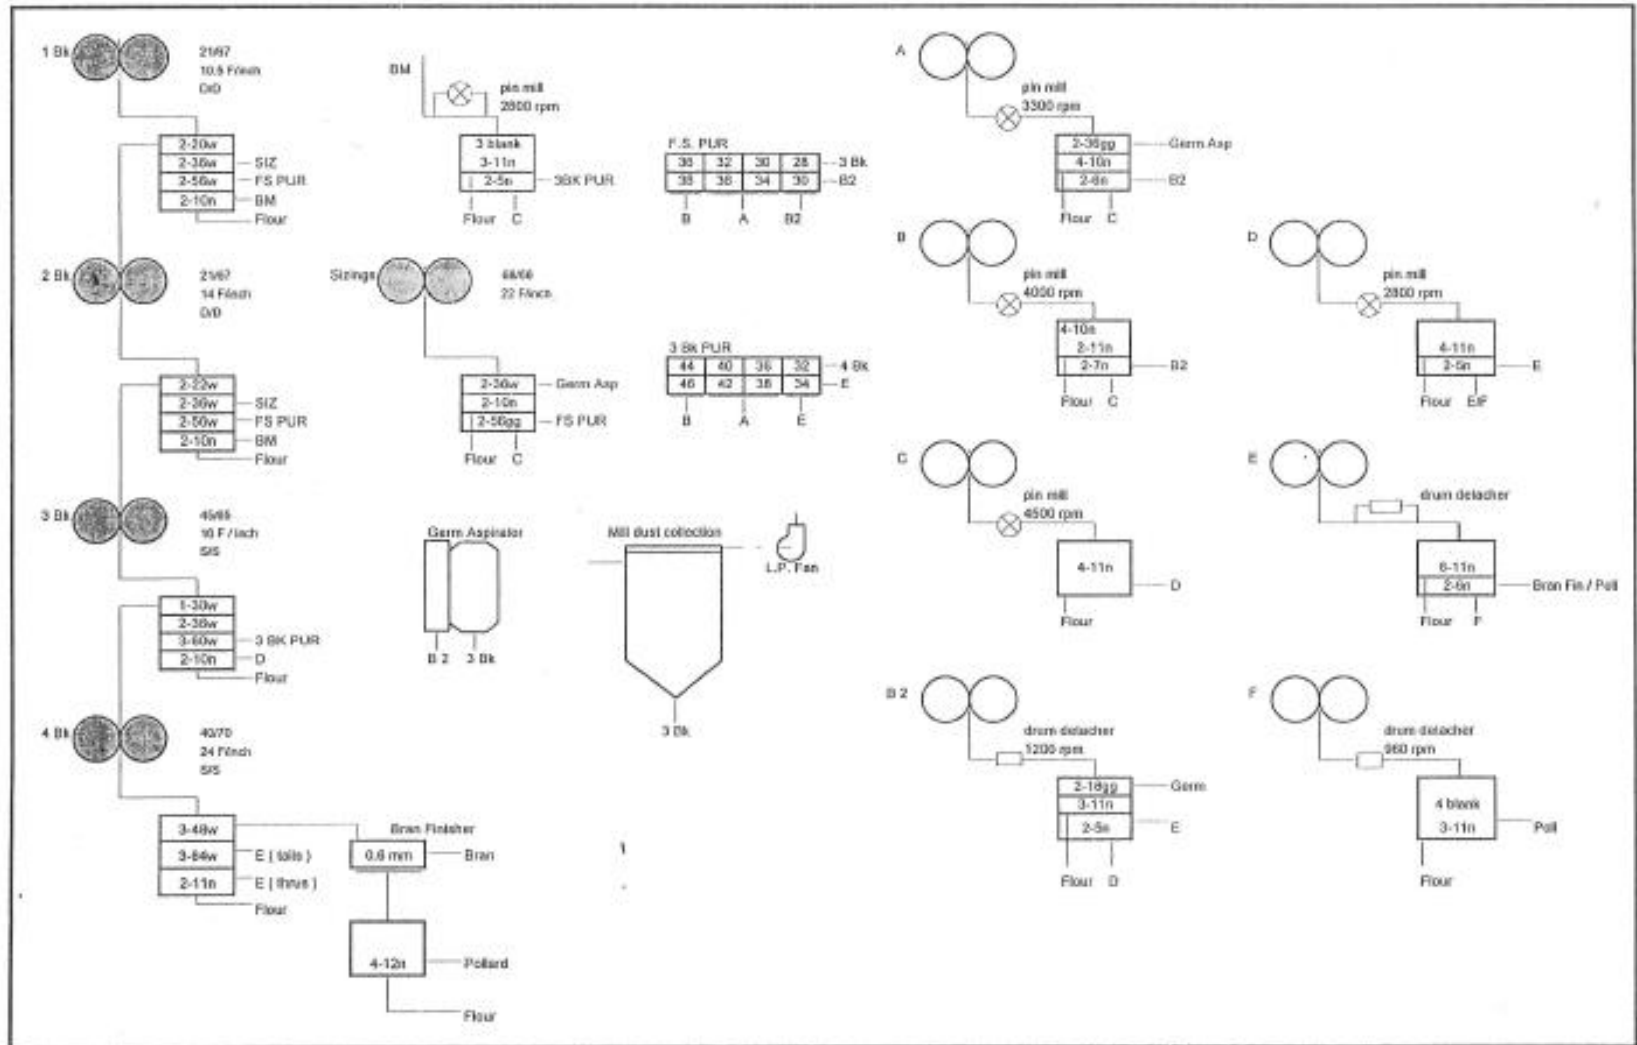 1 Bk
21/67
10.5 F/inch
D/D
2-20w
2-36w
SIZ
2-56w
FS PUR
2-10n
BM
Flour
2 Bk
21/67
14 F/inch
D/D
2-22w
2-36w
SIZ
2-56w
FS PUR
2-10n
BM
Flour
3 Bk
16 F / inch
S/S
1-30w
2-36w
3-60w
3 BK PUR
2-10n
D
Flour
4 Bk
40/70
24 F/inch
S/S
3-48w
3-64w
E ( tails )
2-11n
E ( thrus )
Flour
Bran Finisher
0.6 mm
Bran
4-12n
Pollard
Flour
BM
pin mill
2800 rpm
3 blank
3-11n
2-5n
3BK PUR
Flour C
Sizings
22 F/inch
2-36w
Germ Asp
2-10n
2-56gg
FS PUR
Flour C
F.S. PUR
36 32 30 28
3 Bk
38 36 34 30
B2
B A B2
3 Bk PUR
44 40 36 32
4 Bk
46 42 38 34
E
B A E
Germ Aspirator
B 2 3 Bk
Mill dust collection
L.P. Fan
3 Bk
A
pin mill
3300 rpm
2-36gg
Germ Asp
4-10n
2-6n
B2
Flour C
B
pin mill
4000 rpm
4-10n
2-11n
2-7n
B2
Flour C
C
pin mill
4500 rpm
4-11n
D
Flour
B 2
drum detacher
1200 rpm
2-18gg
Germ
3-11n
2-5n
E
Flour D
D
pin mill
2800 rpm
4-11n
2-5n
E
Flour E/F
E
drum detacher
6-11n
2-6n
Bran Fin / Poll
Flour F
F
drum detacher
960 rpm
4 blank
3-11n
Poll
Flour